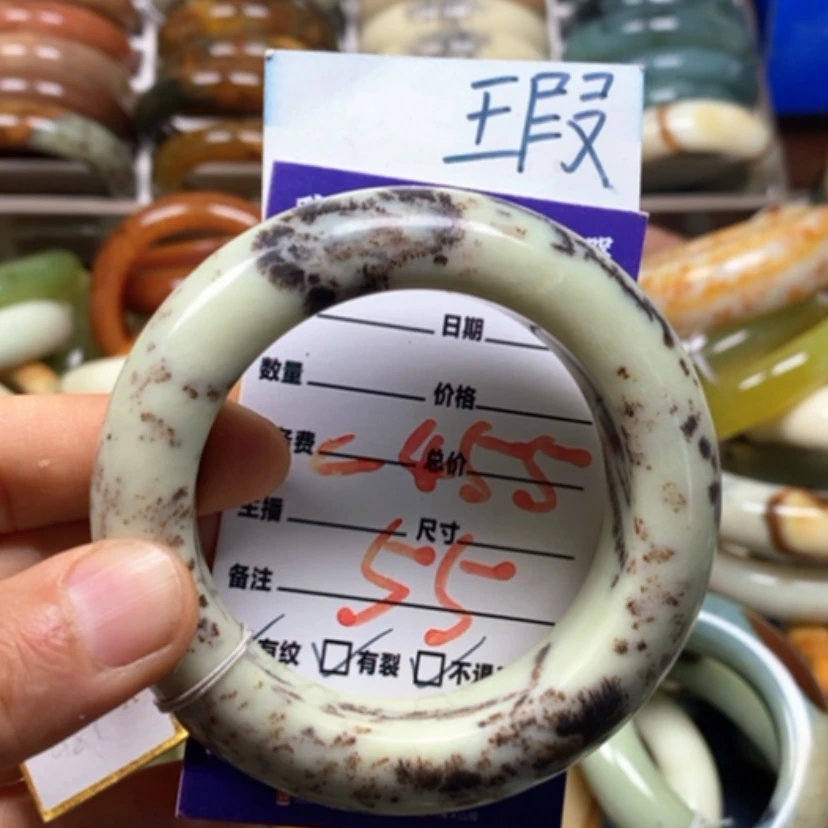 瑕
日期
数量 价格
费 总价
455
主播 尺寸
55
备注
有纹 有裂 不退